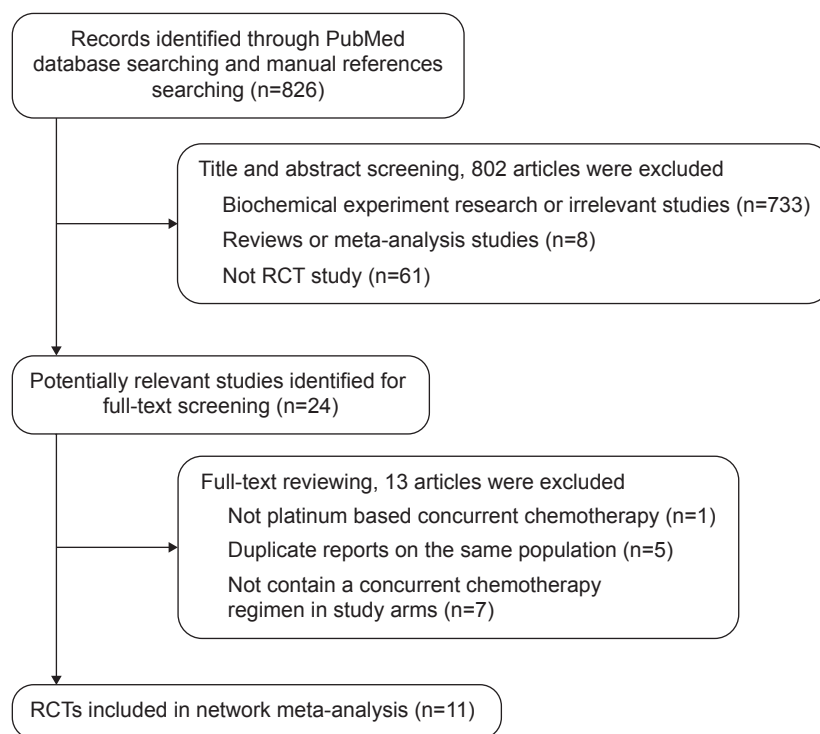 Records identified through PubMed
database searching and manual references
searching (n=826)
Title and abstract screening, 802 articles were excluded
Biochemical experiment research or irrelevant studies (n=733)
Reviews or meta-analysis studies (n=8)
Not RCT study (n=61)
Potentially relevant studies identified for
full-text screening (n=24)
Full-text reviewing, 13 articles were excluded
Not platinum based concurrent chemotherapy (n=1)
Duplicate reports on the same population (n=5)
Not contain a concurrent chemotherapy
regimen in study arms (n=7)
RCTs included in network meta-analysis (n=11)